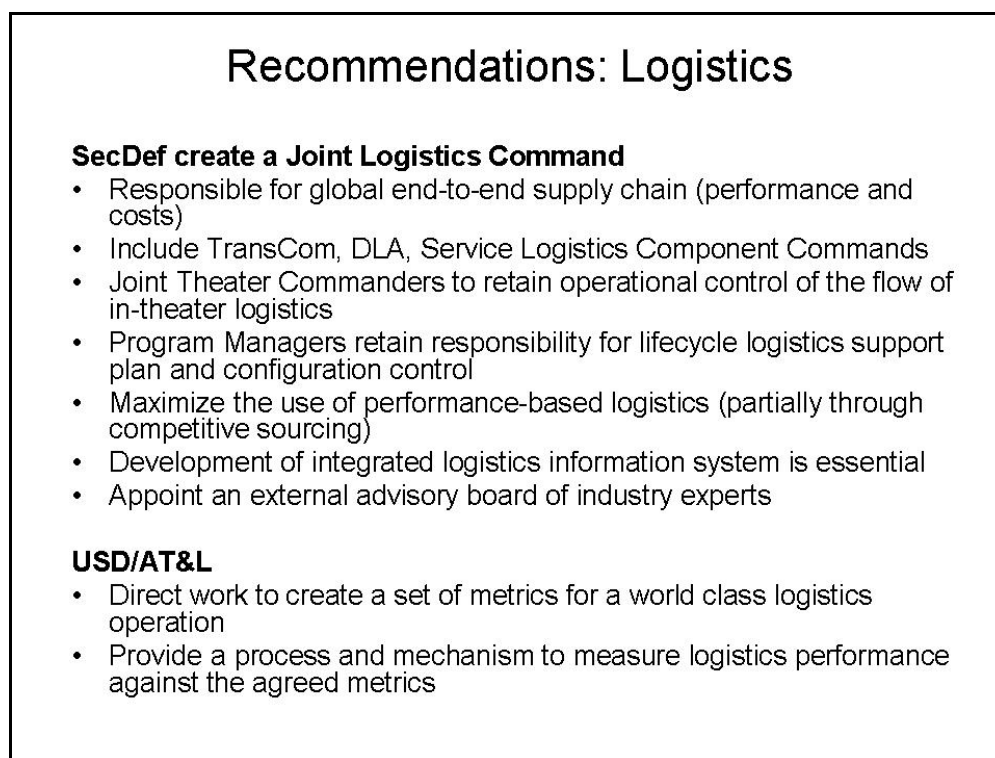 Recommendations: Logistics
SecDef create a Joint Logistics Command
• Responsible for global end-to-end supply chain (performance and
costs)
• Include TransCom, DLA, Service Logistics Component Commands
• Joint Theater Commanders to retain operational control of the flow of
in-theater logistics
• Program Managers retain responsibility for lifecycle logistics support
plan and configuration control
• Maximize the use of performance-based logistics (partially through
competitive sourcing)
• Development of integrated logistics information system is essential
• Appoint an external advisory board of industry experts
USD/AT&L
• Direct work to create a set of metrics for a world class logistics
operation
• Provide a process and mechanism to measure logistics performance
against the agreed metrics